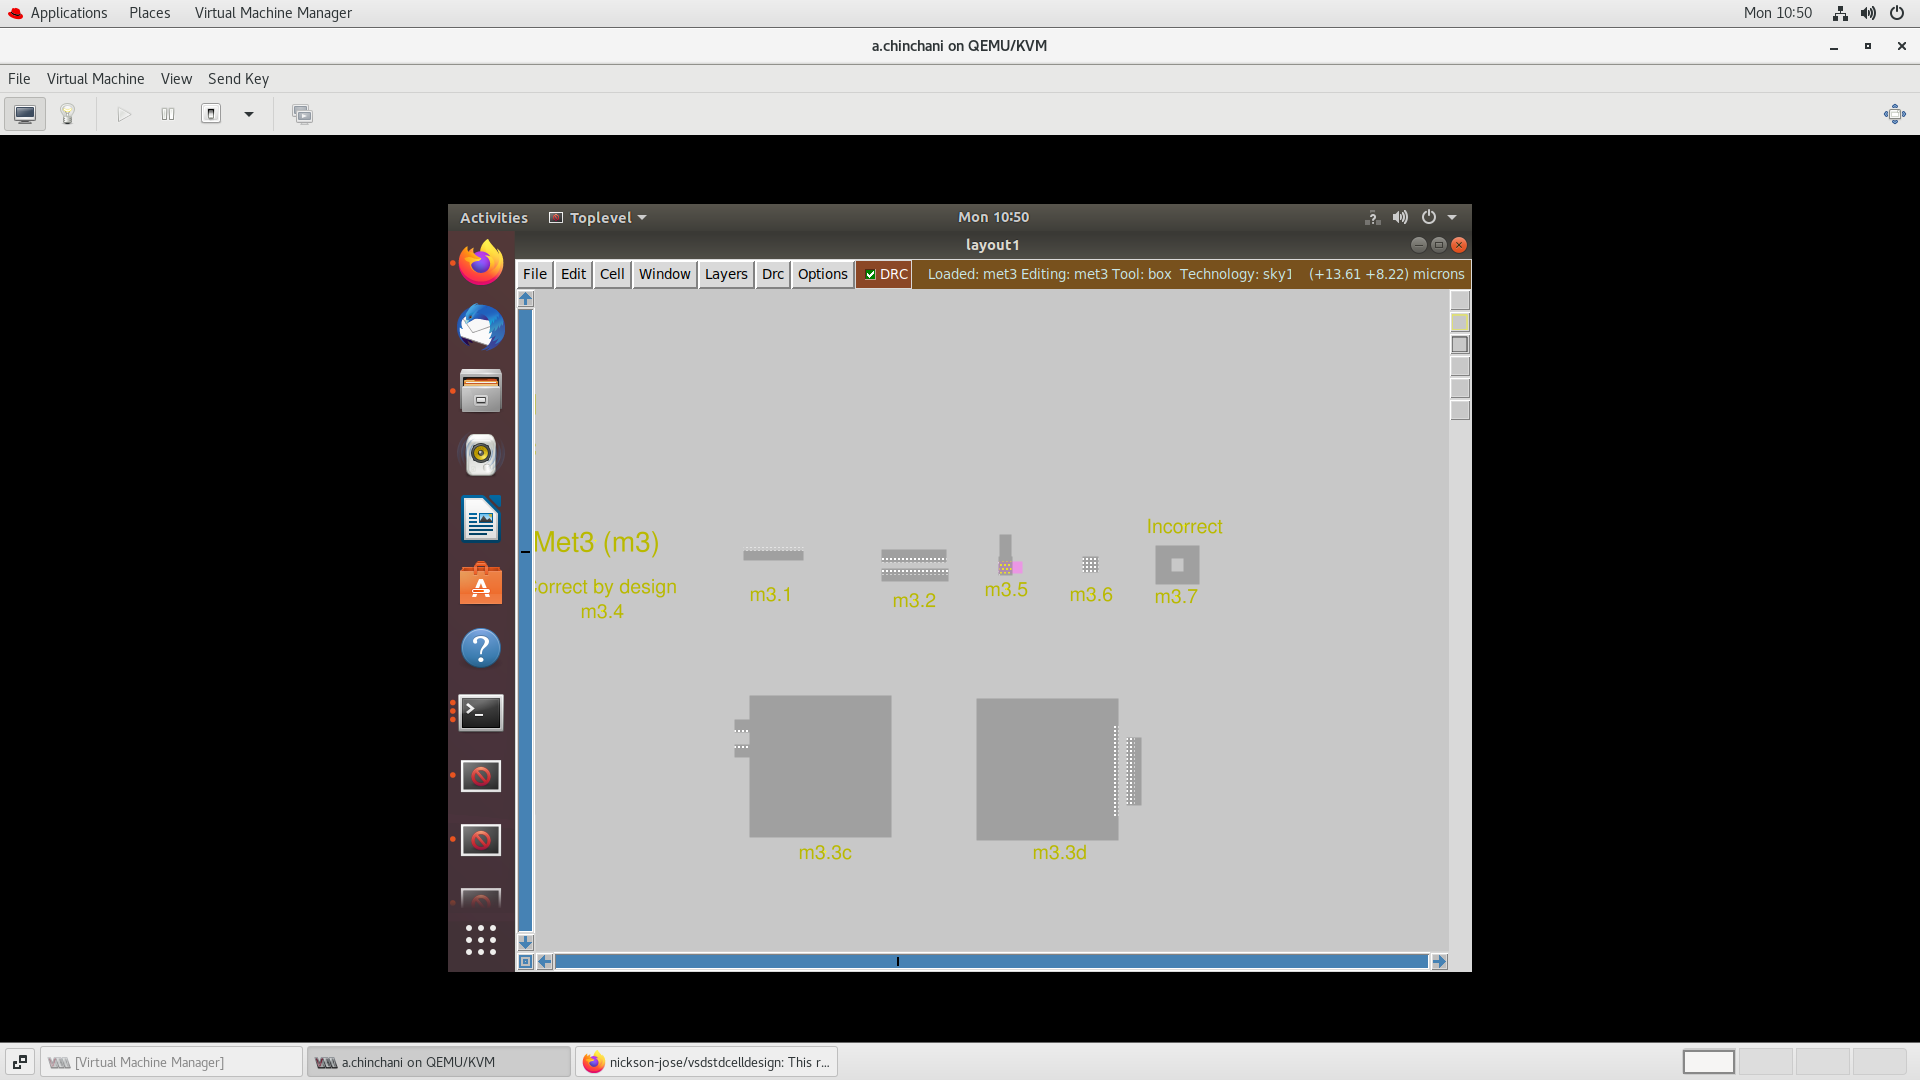 Applications Places Virtual Machine Manager Mon 10:50
a.chinchani on QEMU/KVM
File Virtual Machine View Send Key
Activities Toplevel Mon 10:50
layout1
File Edit Cell Window Layers Drc Options DRC Loaded: met3 Editing: met3 Tool: box Technology: sky1 (+13.61 +8.22) microns
Incorrect
Met3 (m3)
orrect by design
m3.4
m3.1
m3.2
m3.5
m3.6
m3.7
m3.3c
m3.3d
[Virtual Machine Manager] a.chinchani on QEMU/KVM nickson-jose/vsdstdcelldesign: This r...